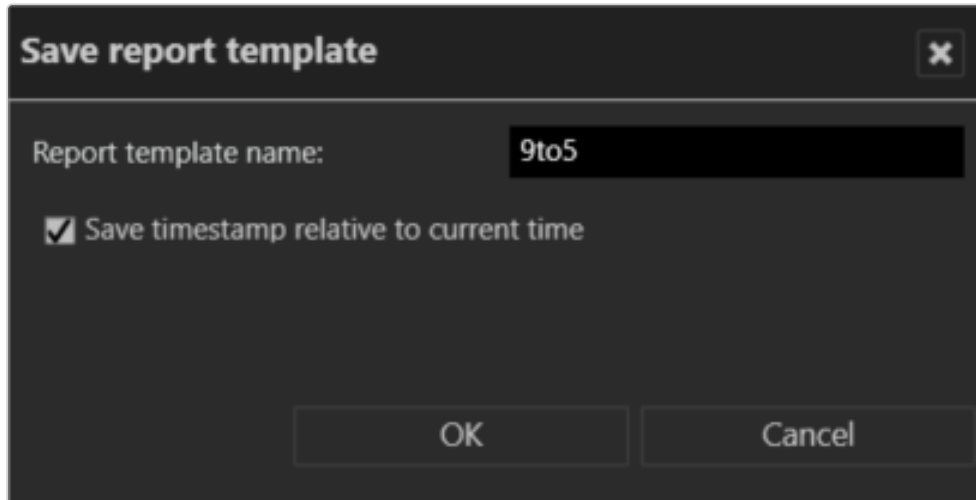 Save report template
Report template name: 9to5
Save timestamp relative to current time
OK Cancel